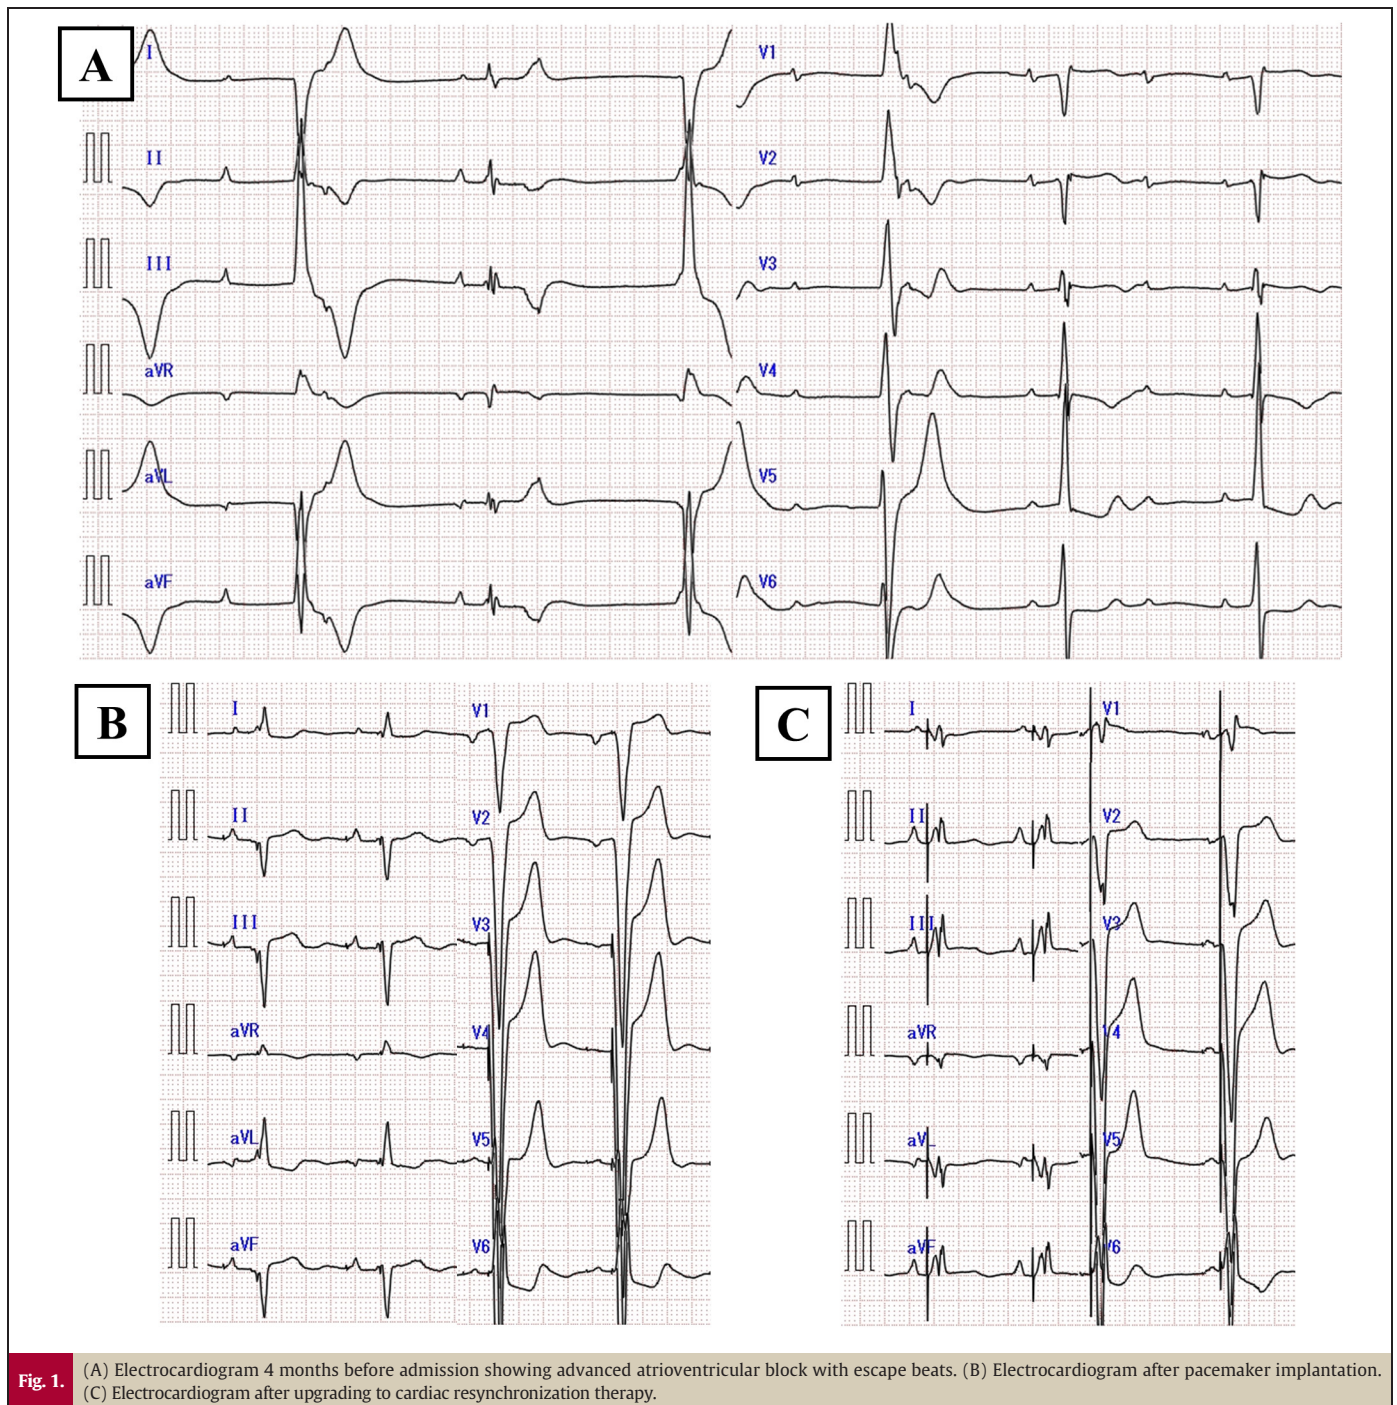 A
I
II
III
aVR
aVL
aVF
V1
V2
V3
V4
V5
V6
B
I
II
III
aVR
aVL
aVF
V1
V2
V3
V4
V5
V6
C
I
II
III
aVR
aVL
aVF
V1
V2
V3
V4
V5
V6
Fig. 1.
(A) Electrocardiogram 4 months before admission showing advanced atrioventricular block with escape beats. (B) Electrocardiogram after pacemaker implantation.
(C) Electrocardiogram after upgrading to cardiac resynchronization therapy.